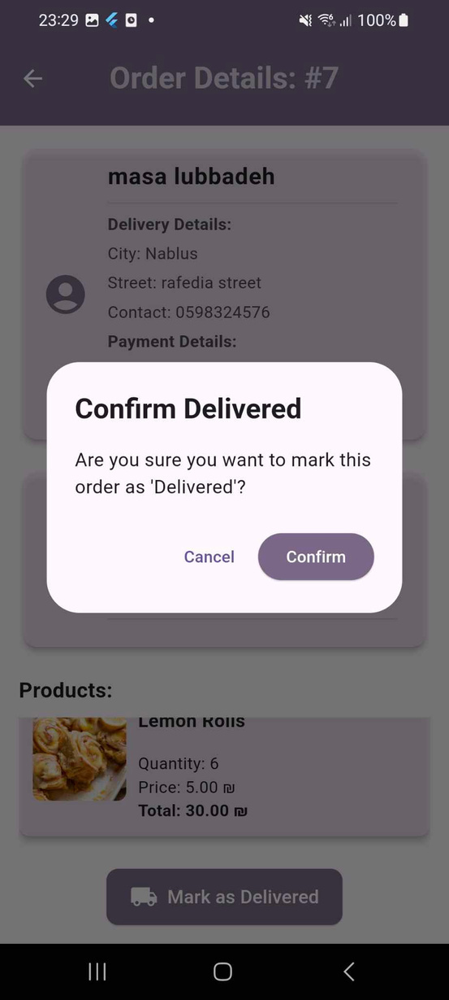 23:29
100%
Order Details: #7
masa lubbadeh
Delivery Details:
City: Nablus
Street: rafedia street
Contact: 0598324576
Payment Details:
Confirm Delivered
Are you sure you want to mark this
order as 'Delivered'?
Cancel
Confirm
Products:
Lemon Rolls
Quantity: 6
Price: 5.00 ₪
Total: 30.00 ₪
Mark as Delivered